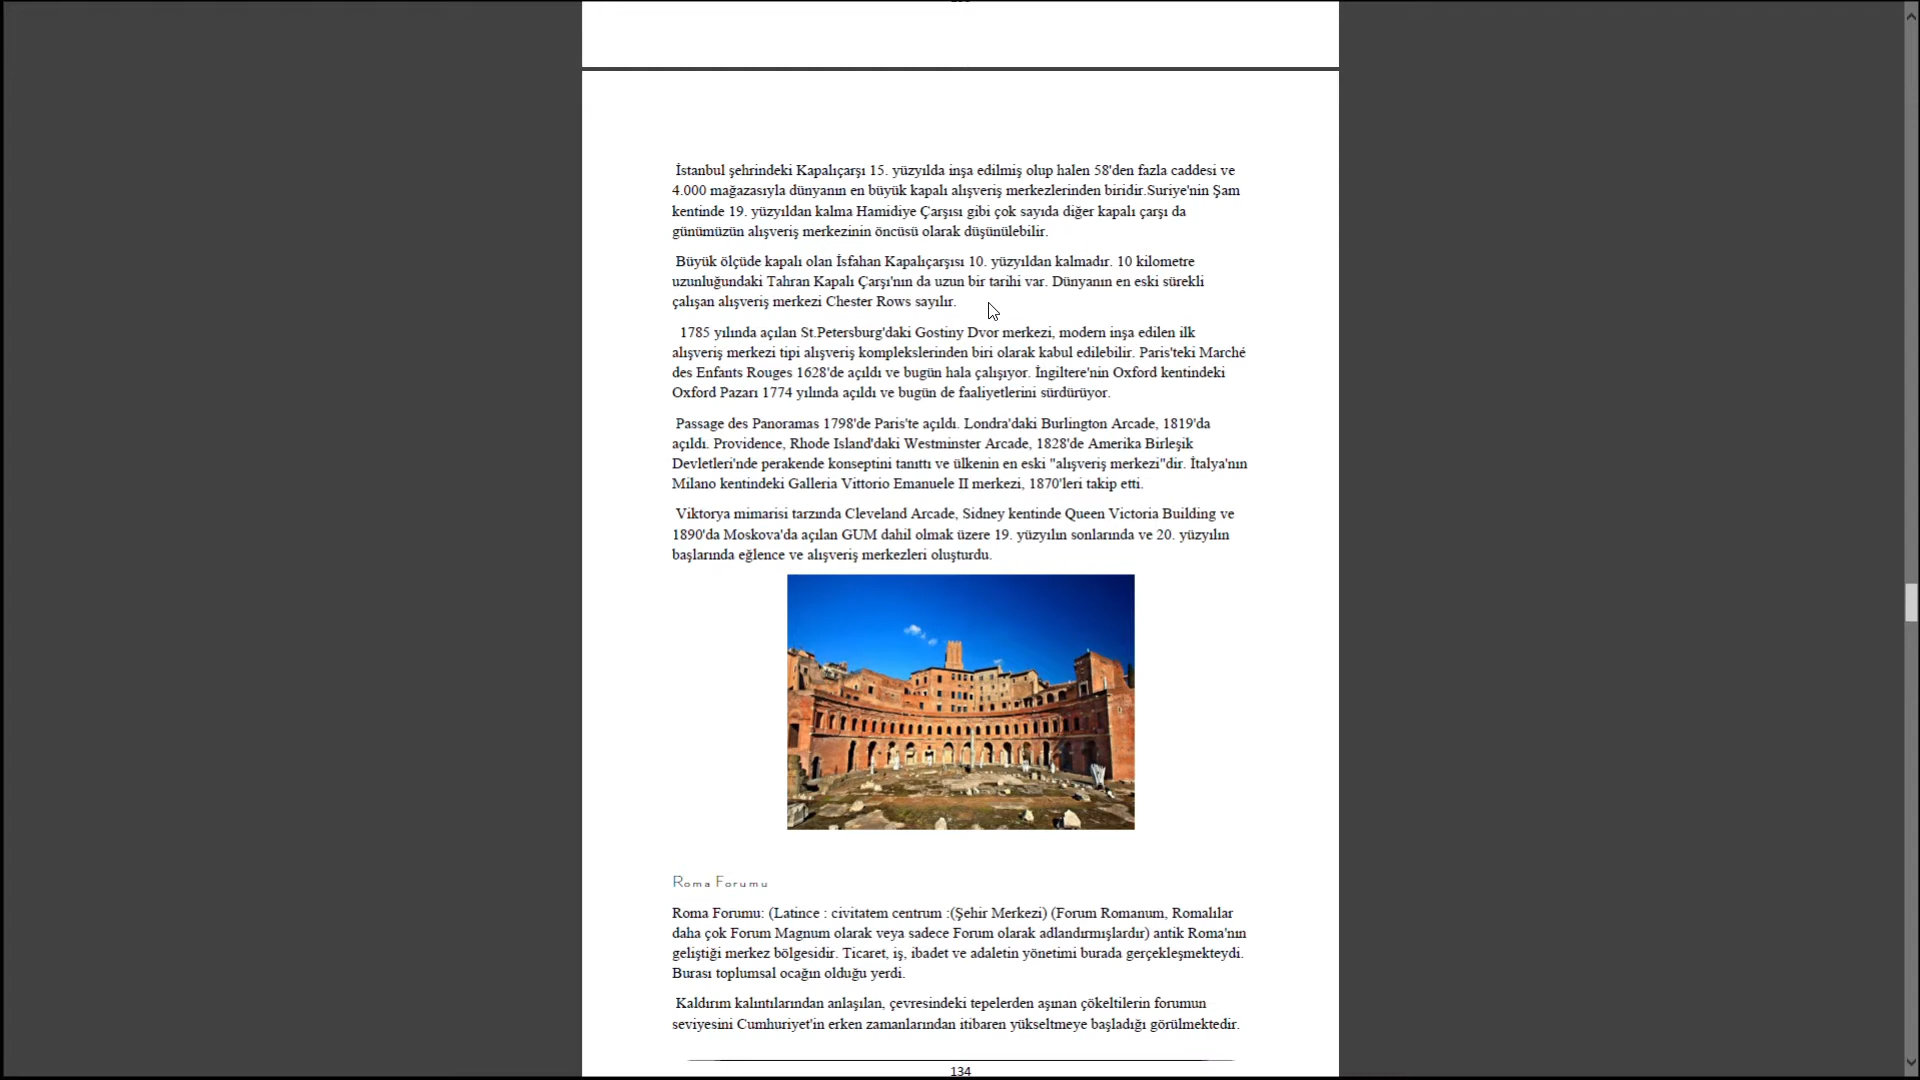 İstanbul şehrindeki Kapalıçarşı 15. yüzyılda inşa edilmiş olup halen 58'den fazla caddesi ve
4.000 mağazasıyla dünyanın en büyük kapalı alışveriş merkezlerinden biridir.Suriye'nin Şam
kentinde 19. yüzyıldan kalma Hamidiye Çarşısı gibi çok sayıda diğer kapalı çarşı da
günümüzün alışveriş merkezinin öncüsü olarak düşünülebilir.
Büyük ölçüde kapalı olan İsfahan Kapalıçarşısı 10. yüzyıldan kalmadır. 10 kilometre
uzunluğundaki Tahran Kapalı Çarşı'nın da uzun bir tarihi var. Dünyanın en eski sürekli
çalışan alışveriş merkezi Chester Rows sayılır.
1785 yılında açılan St.Petersburg'daki Gostiny Dvor merkezi, modern inşa edilen ilk
alışveriş merkezi tipi alışveriş komplekslerinden biri olarak kabul edilebilir. Paris'teki Marché
des Enfants Rouges 1628'de açıldı ve bugün hala çalışıyor. İngiltere'nin Oxford kentindeki
Oxford Pazarı 1774 yılında açıldı ve bugün de faaliyetlerini sürdürüyor.
Passage des Panoramas 1798'de Paris'te açıldı. Londra'daki Burlington Arcade, 1819'da
açıldı. Providence, Rhode Island'daki Westminster Arcade, 1828'de Amerika Birleşik
Devletleri'nde perakende konseptini tanıttı ve ülkenin en eski "alışveriş merkezi"dir. İtalya'nın
Milano kentindeki Galleria Vittorio Emanuele II merkezi, 1870'leri takip etti.
Viktorya mimarisi tarzında Cleveland Arcade, Sidney kentinde Queen Victoria Building ve
1890'da Moskova'da açılan GUM dahil olmak üzere 19. yüzyılın sonlarında ve 20. yüzyılın
başlarında eğlence ve alışveriş merkezleri oluşturdu.
Roma Forumu
Roma Forumu: (Latince : civitatem centrum :(Şehir Merkezi) (Forum Romanum, Romalılar
daha çok Forum Magnum olarak veya sadece Forum olarak adlandırmışlardır) antik Roma'nın
geliştiği merkez bölgesidir. Ticaret, iş, ibadet ve adaletin yönetimi burada gerçekleşmekteydi.
Burası toplumsal ocağın olduğu yerdi.
Kaldırım kalıntılarından anlaşılan, çevresindeki tepelerden aşınan çökeltilerin forumun
seviyesini Cumhuriyet'in erken zamanlarından itibaren yükseltmeye başladığı görülmektedir.
134